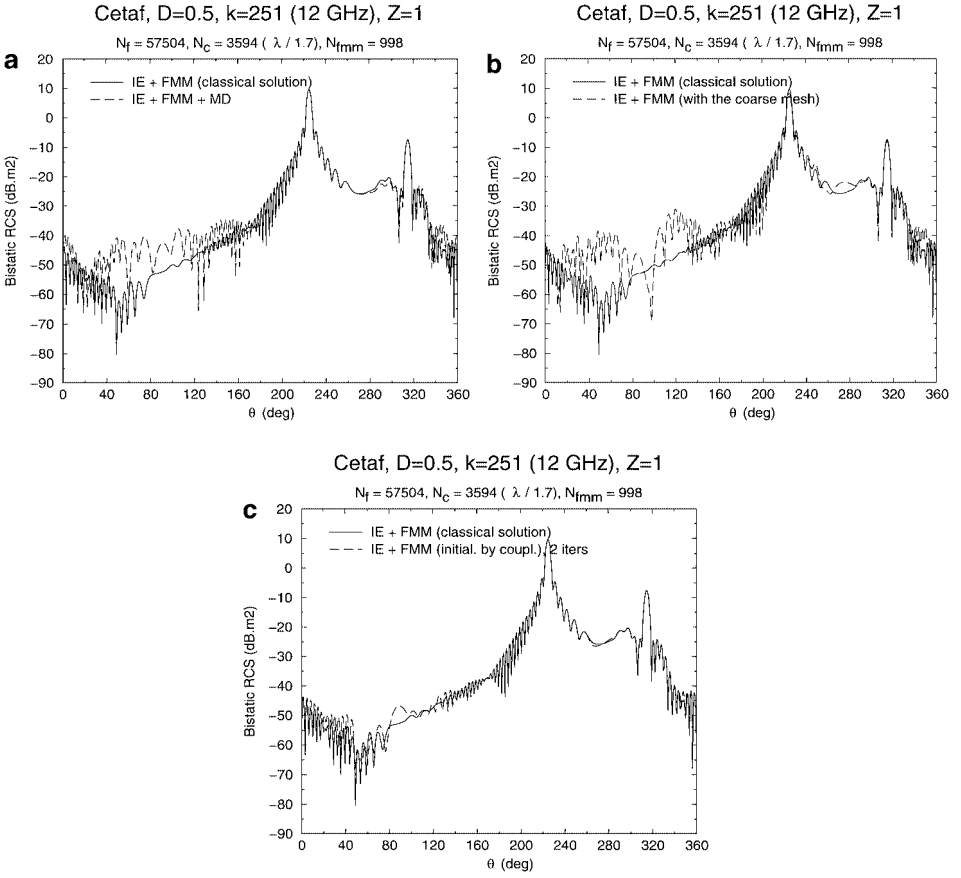 Cetaf, D=0.5, k=251 (12 GHz), Z=1
N_f = 57504, N_c = 3594 ( λ / 1.7), N_fmm = 998
a
IE + FMM (classical solution)
IE + FMM + MD
20
10
0
−10
−20
−30
−40
−50
−60
−70
−80
−90
Bistatic RCS (dB.m2)
0 40 80 120 160 200 240 280 320 360
θ (deg)
Cetaf, D=0.5, k=251 (12 GHz), Z=1
N_f = 57504, N_c = 3594 ( λ / 1.7), N_fmm = 998
b
IE + FMM (classical solution)
IE + FMM (with the coarse mesh)
20
10
0
−10
−20
−30
−40
−50
−60
−70
−80
−90
Bistatic RCS (dB.m2)
0 40 80 120 160 200 240 280 320 360
θ (deg)
Cetaf, D=0.5, k=251 (12 GHz), Z=1
N_f = 57504, N_c = 3594 ( λ / 1.7), N_fmm = 998
c
IE + FMM (classical solution)
IE + FMM (initial. by coupl.), 2 iters
20
10
0
−10
−20
−30
−40
−50
−60
−70
−80
−90
Bistatic RCS (dB.m2)
0 40 80 120 160 200 240 280 320 360
θ (deg)